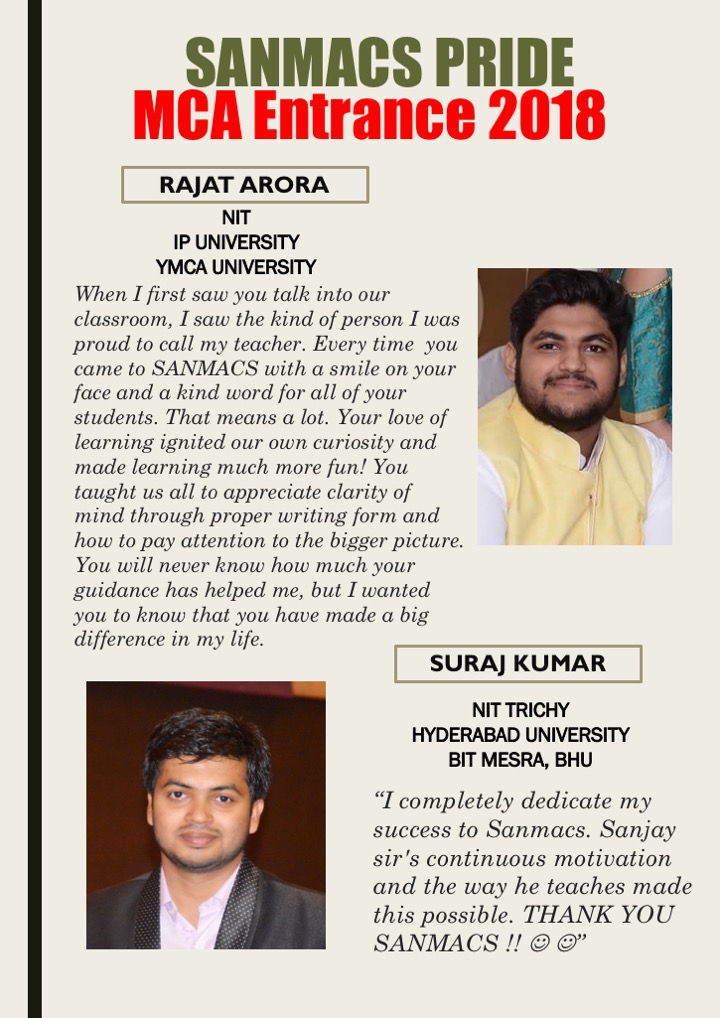 SANMACS PRIDE
MCA Entrance 2018
RAJAT ARORA
NIT
IP UNIVERSITY
YMCA UNIVERSITY
When I first saw you talk into our
classroom, I saw the kind of person I was
proud to call my teacher. Every time you
came to SANMACS with a smile on your
face and a kind word for all of your
students. That means a lot. Your love of
learning ignited our own curiosity and
made learning much more fun! You
taught us all to appreciate clarity of
mind through proper writing form and
how to pay attention to the bigger picture.
You will never know how much your
guidance has helped me, but I wanted
you to know that you have made a big
difference in my life.
SURAJ KUMAR
NIT TRICHY
HYDERABAD UNIVERSITY
BIT MESRA, BHU
“I completely dedicate my
success to Sanmacs. Sanjay
sir's continuous motivation
and the way he teaches made
this possible. THANK YOU
SANMACS !! ☺ ☺”